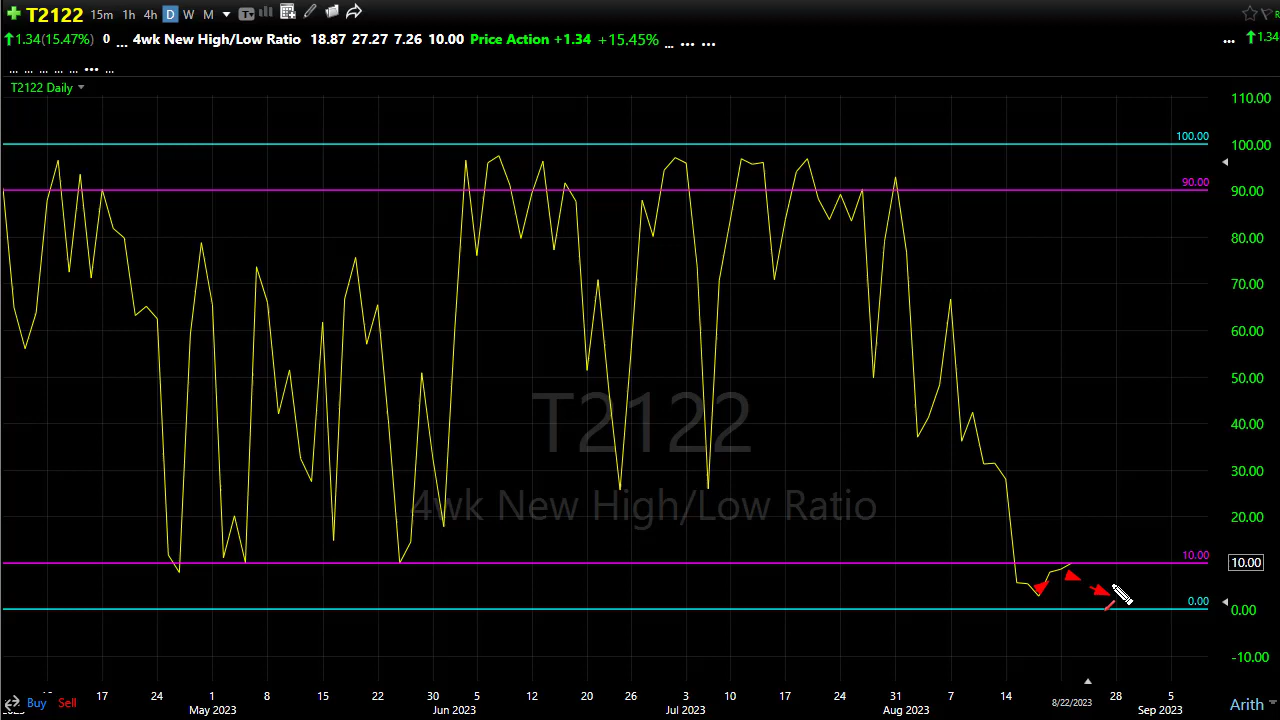 T2122 15m 1h 4h D W M
1.34(15.47%) 0 ... 4wk New High/Low Ratio 18.87 27.27 7.26 10.00 Price Action +1.34 +15.45% ... ... ... ... 1.34
... ... ... ... ... ... ...
T2122 Daily
110.00
100.00 100.00
90.00 90.00
80.00
70.00
60.00
50.00
T2122
40.00
30.00
4wk New High/Low Ratio
20.00
10.00 10.00
0.00 0.00
-10.00
17 24 1 8 15 22 30 5 12 20 26 3 10 17 24 31 7 14 8/22/2023 28 5
Buy Sell May 2023 Jun 2023 Jul 2023 Aug 2023 Sep 2023 Arith